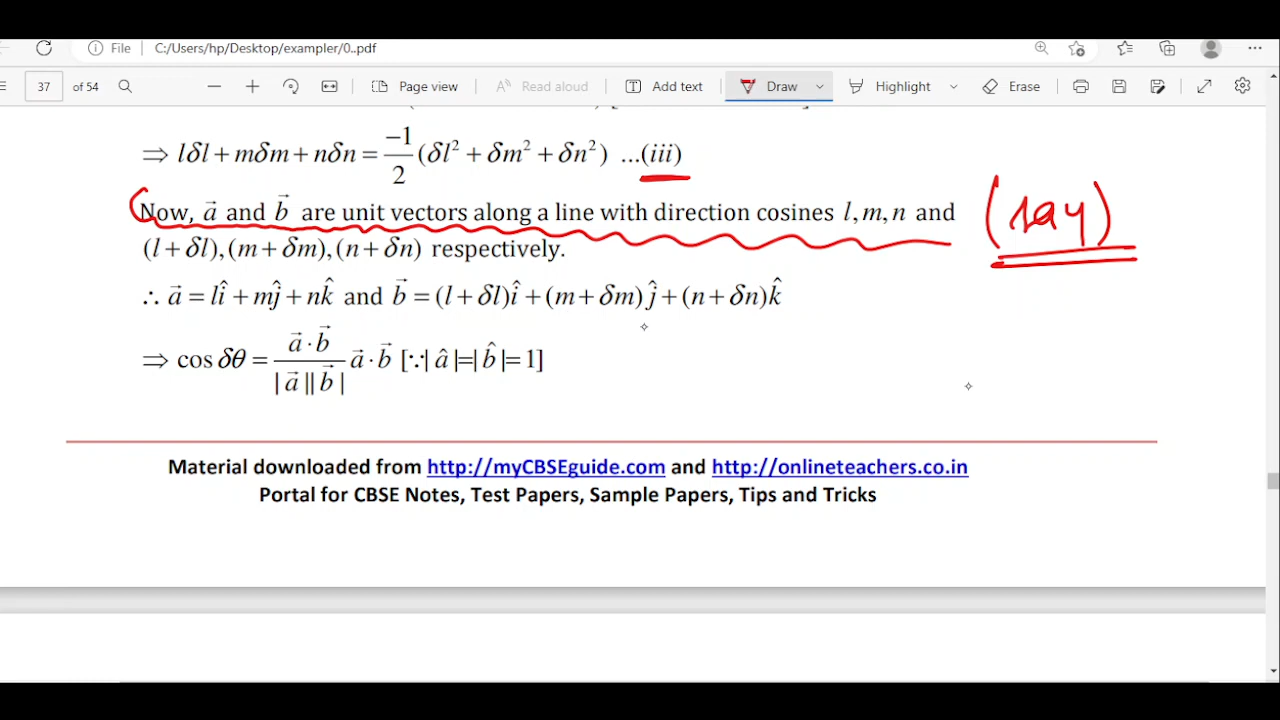 File C:/Users/hp/Desktop/exampler/0..pdf
37 of 54 Page view Read aloud Add text Draw Highlight Erase
⇒ lδl + mδm + nδn = −1/2 (δl² + δm² + δn²) ...(iii)
Now, a⃗ and b⃗ are unit vectors along a line with direction cosines l, m, n and (say)
(l + δl), (m + δm), (n + δn) respectively.
∴ a⃗ = lî + mĵ + nk̂ and b⃗ = (l + δl)î + (m + δm)ĵ + (n + δn)k̂
⇒ cos δθ = a⃗ · b⃗ / | a⃗ || b⃗ | a⃗ · b⃗ [∵| â |=| b̂ |= 1]
Material downloaded from http://myCBSEguide.com and http://onlineteachers.co.in
Portal for CBSE Notes, Test Papers, Sample Papers, Tips and Tricks